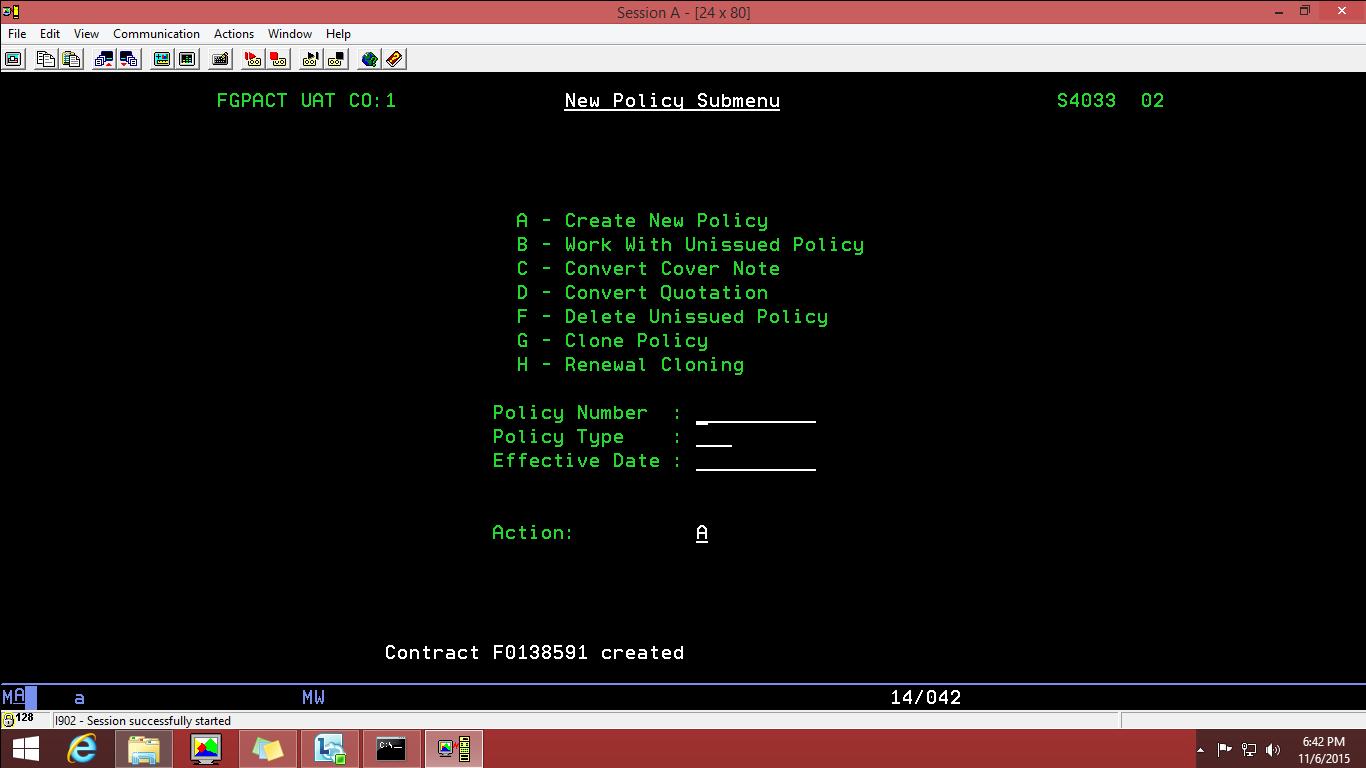 Session A - [24 x 80]
File Edit View Communication Actions Window Help
FGPACT UAT CO:1 New Policy Submenu S4033 02
A - Create New Policy
B - Work With Unissued Policy
C - Convert Cover Note
D - Convert Quotation
F - Delete Unissued Policy
G - Clone Policy
H - Renewal Cloning
Policy Number :
Policy Type :
Effective Date :
Action: A
Contract F0138591 created
MA a MW 14/042
128 I902 - Session successfully started
C:\
6:42 PM
11/6/2015